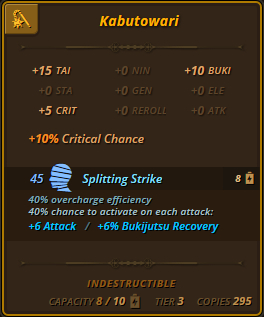 Kabutowari
+15 TAI +0 NIN +10 BUKI
+0 STA +0 GEN +0 ELE
+5 CRIT +0 REROLL +0 ATK
+10% Critical Chance
45 Splitting Strike 8
40% overcharge efficiency
40% chance to activate on each attack:
+6 Attack / +6% Bukijutsu Recovery
INDESTRUCTIBLE
CAPACITY 8 / 10 TIER 3 COPIES 295